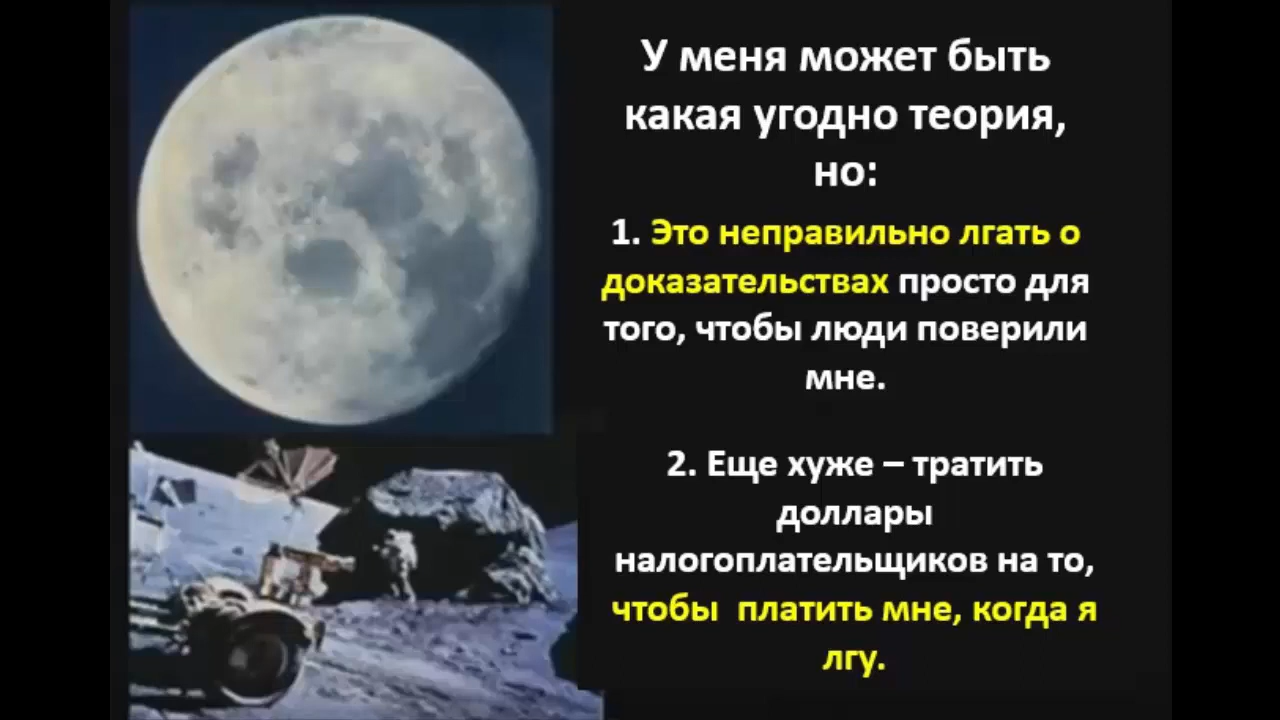 У меня может быть
какая угодно теория,
но:
1. Это неправильно лгать о
доказательствах просто для
того, чтобы люди поверили
мне.
2. Еще хуже – тратить
доллары
налогоплательщиков на то,
чтобы  платить мне, когда я
лгу.